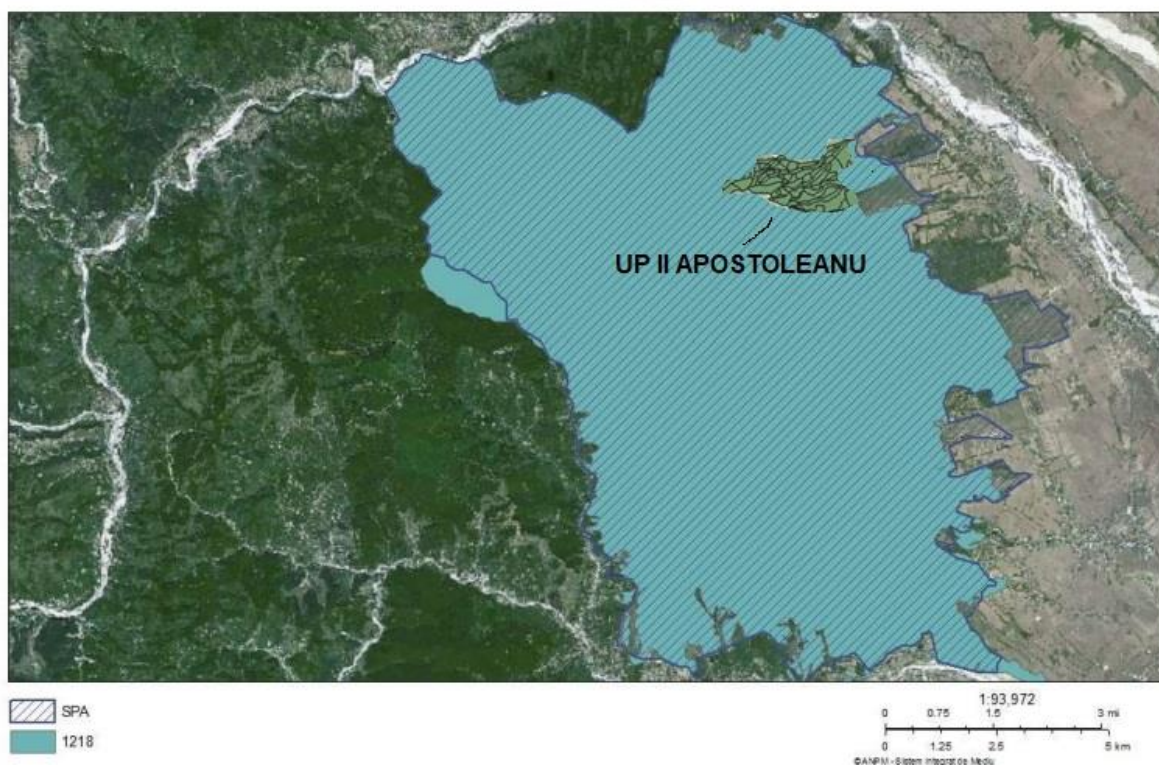 UP II APOSTOLEANU
SPA
1218
1:93,972
0 0.75 1.5 3 mi
0 1.25 2.5 5 km
©ANPM - Sistem Integrat de Mediu